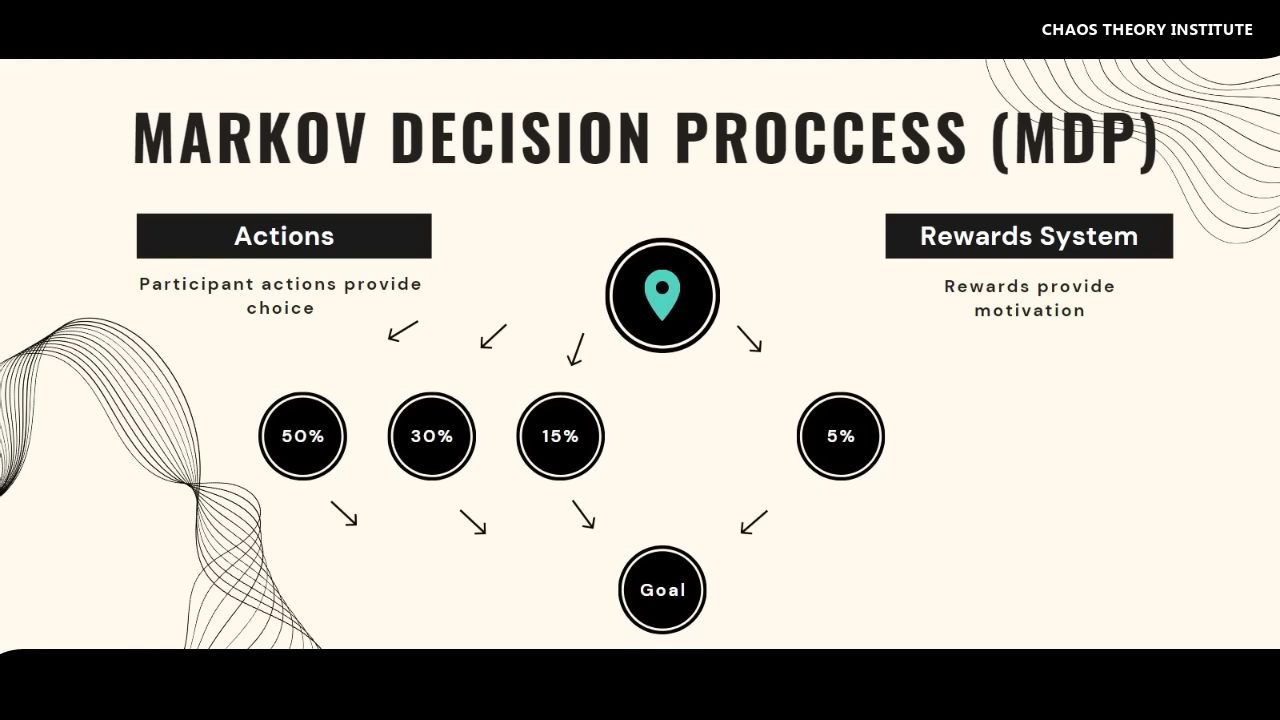 CHAOS THEORY INSTITUTE
MARKOV DECISION PROCCESS (MDP)
Actions
Participant actions provide
choice
Rewards System
Rewards provide
motivation
50%
30%
15%
5%
Goal